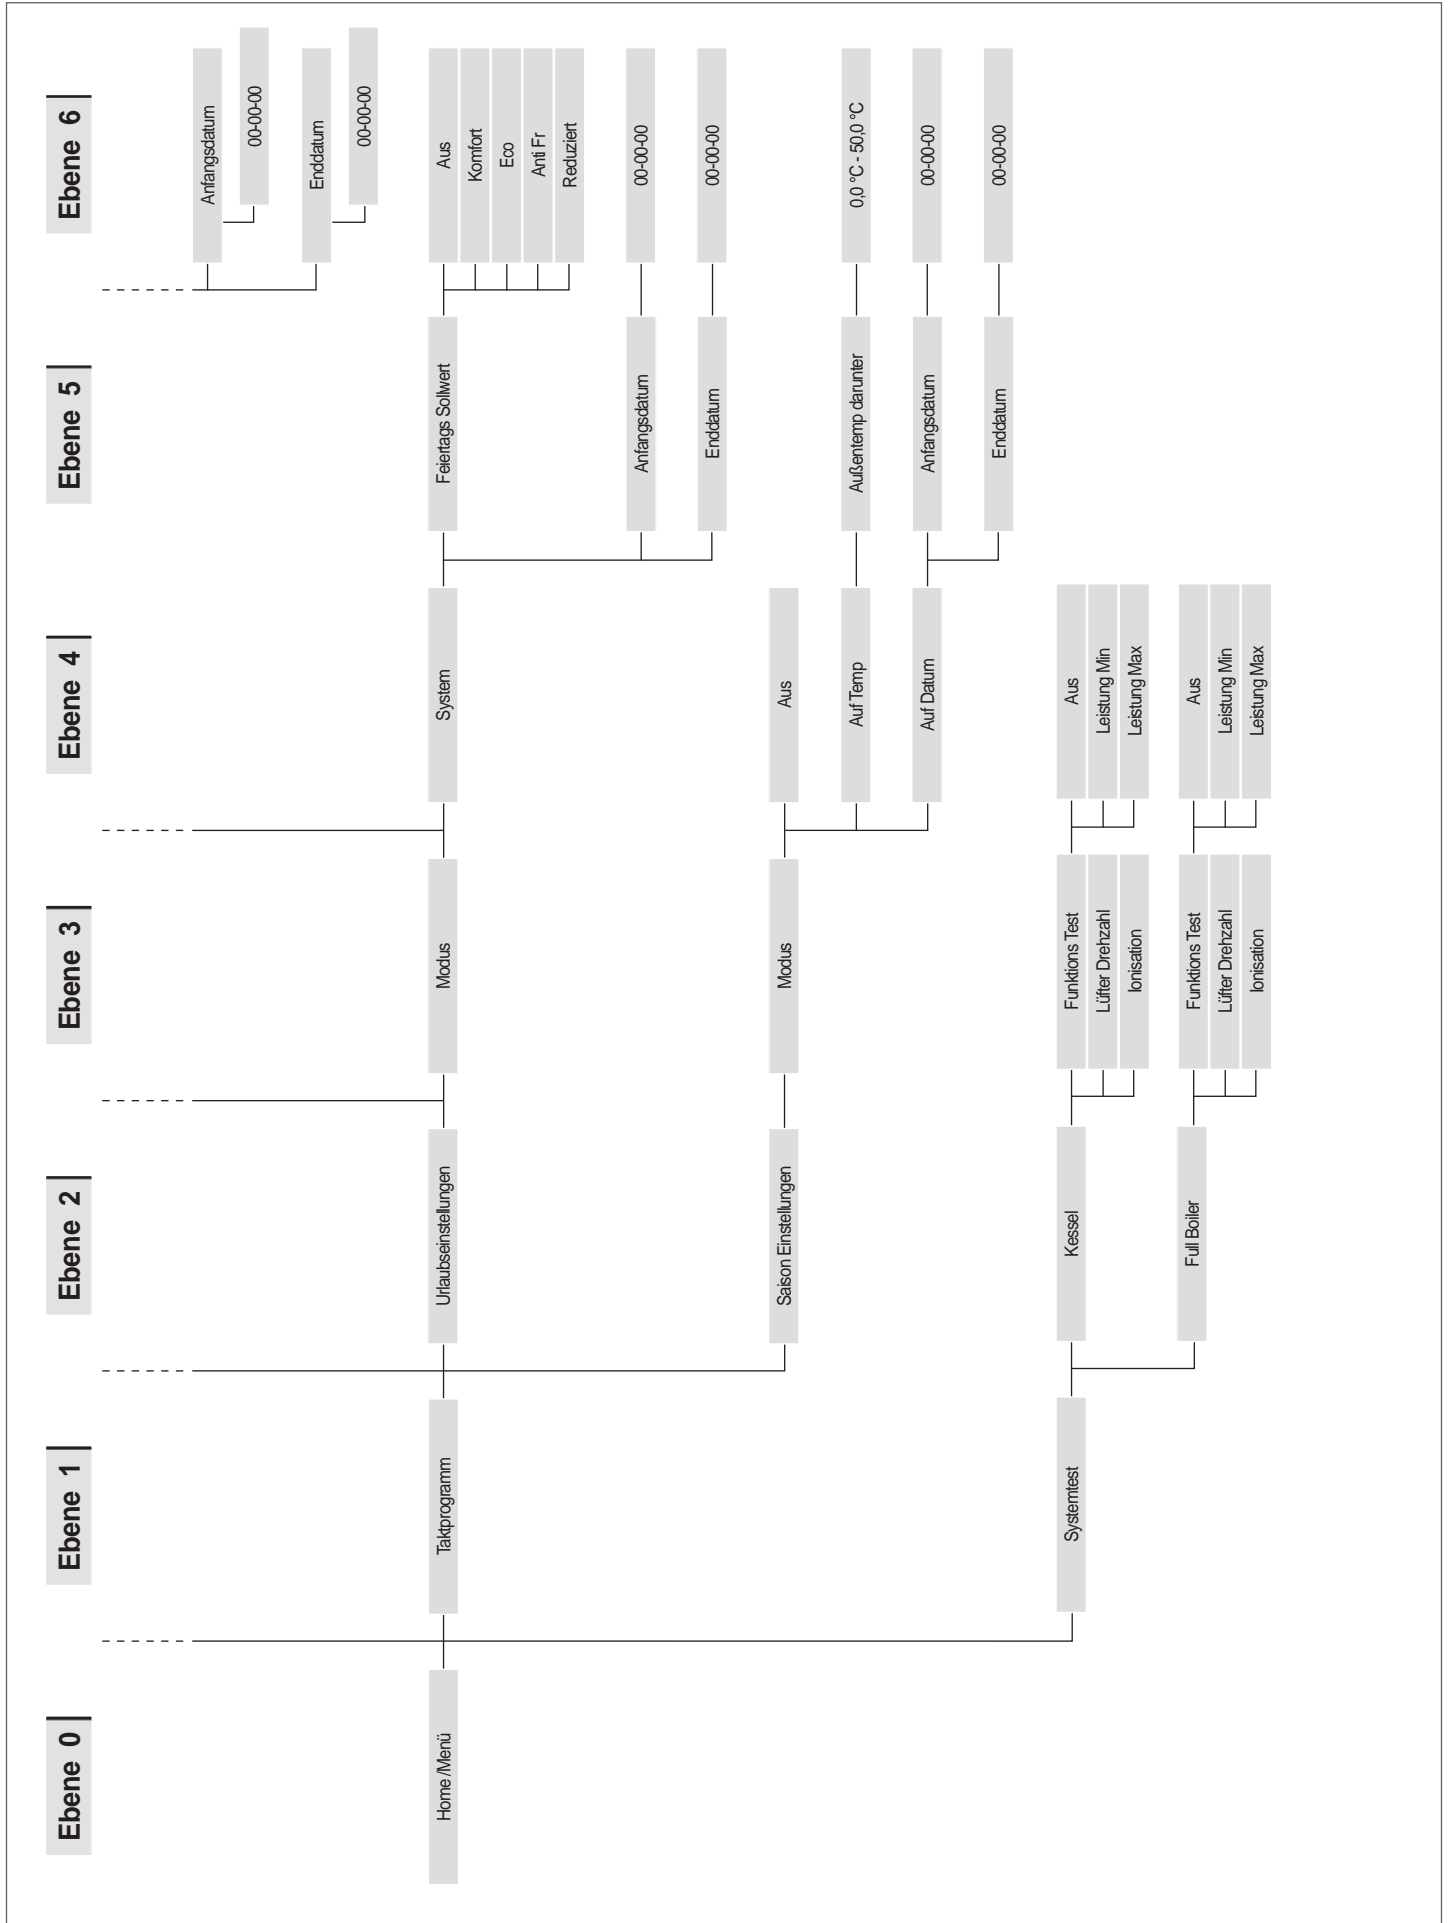 Ebene 0
Ebene 1
Ebene 2
Ebene 3
Ebene 4
Ebene 5
Ebene 6
Anfangsdatum
00-00-00
Enddatum
00-00-00
Home /Menü
Taktprogramm
Urlaubseinstellungen
Modus
System
Feiertags Sollwert
Aus
Komfort
Eco
Anti Fr
Reduziert
Anfangsdatum
00-00-00
Enddatum
00-00-00
Saison Einstellungen
Modus
Aus
Auf Temp
Außentemp darunter
0,0 °C - 50,0 °C
Auf Datum
Anfangsdatum
00-00-00
Enddatum
00-00-00
Systemtest
Kessel
Funktions Test
Aus
Lüfter Drehzahl
Leistung Min
Ionisation
Leistung Max
Full Boiler
Funktions Test
Aus
Lüfter Drehzahl
Leistung Min
Ionisation
Leistung Max